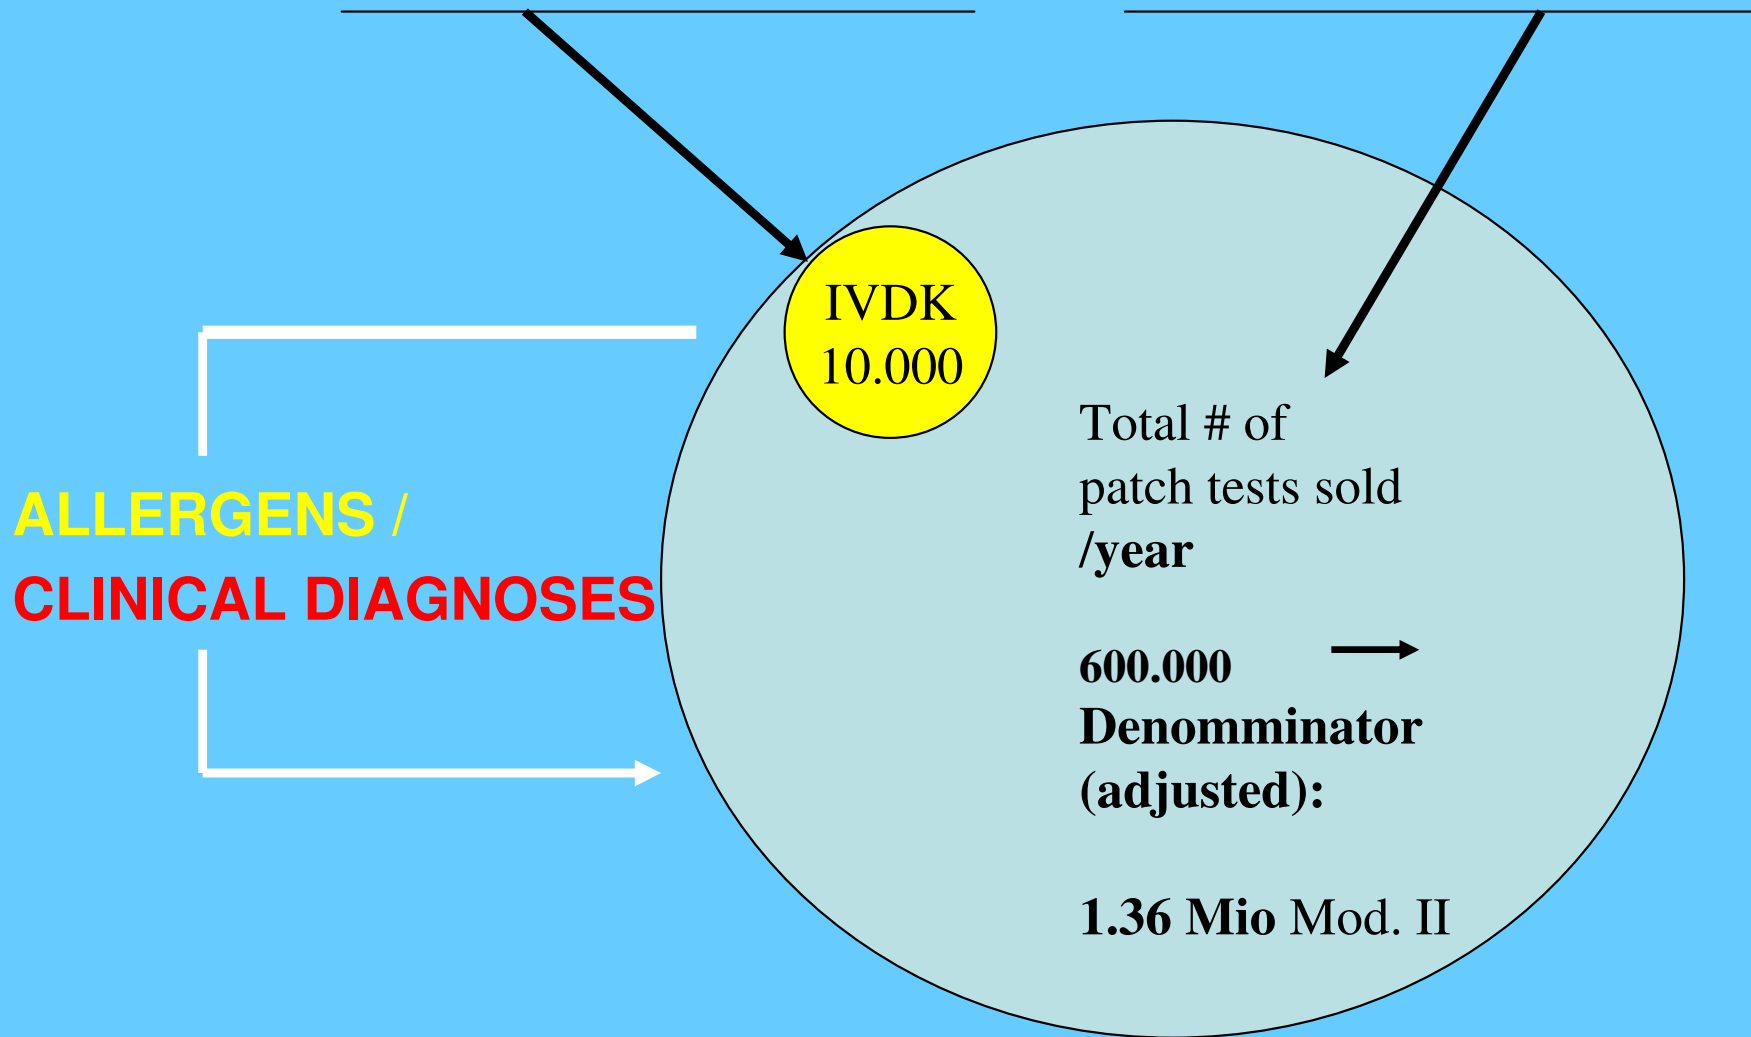 IVDK
10.000
ALLERGENS /
CLINICAL DIAGNOSES
Total # of
patch tests sold
/year
600.000
Denomminator
(adjusted):
1.36 Mio Mod. II